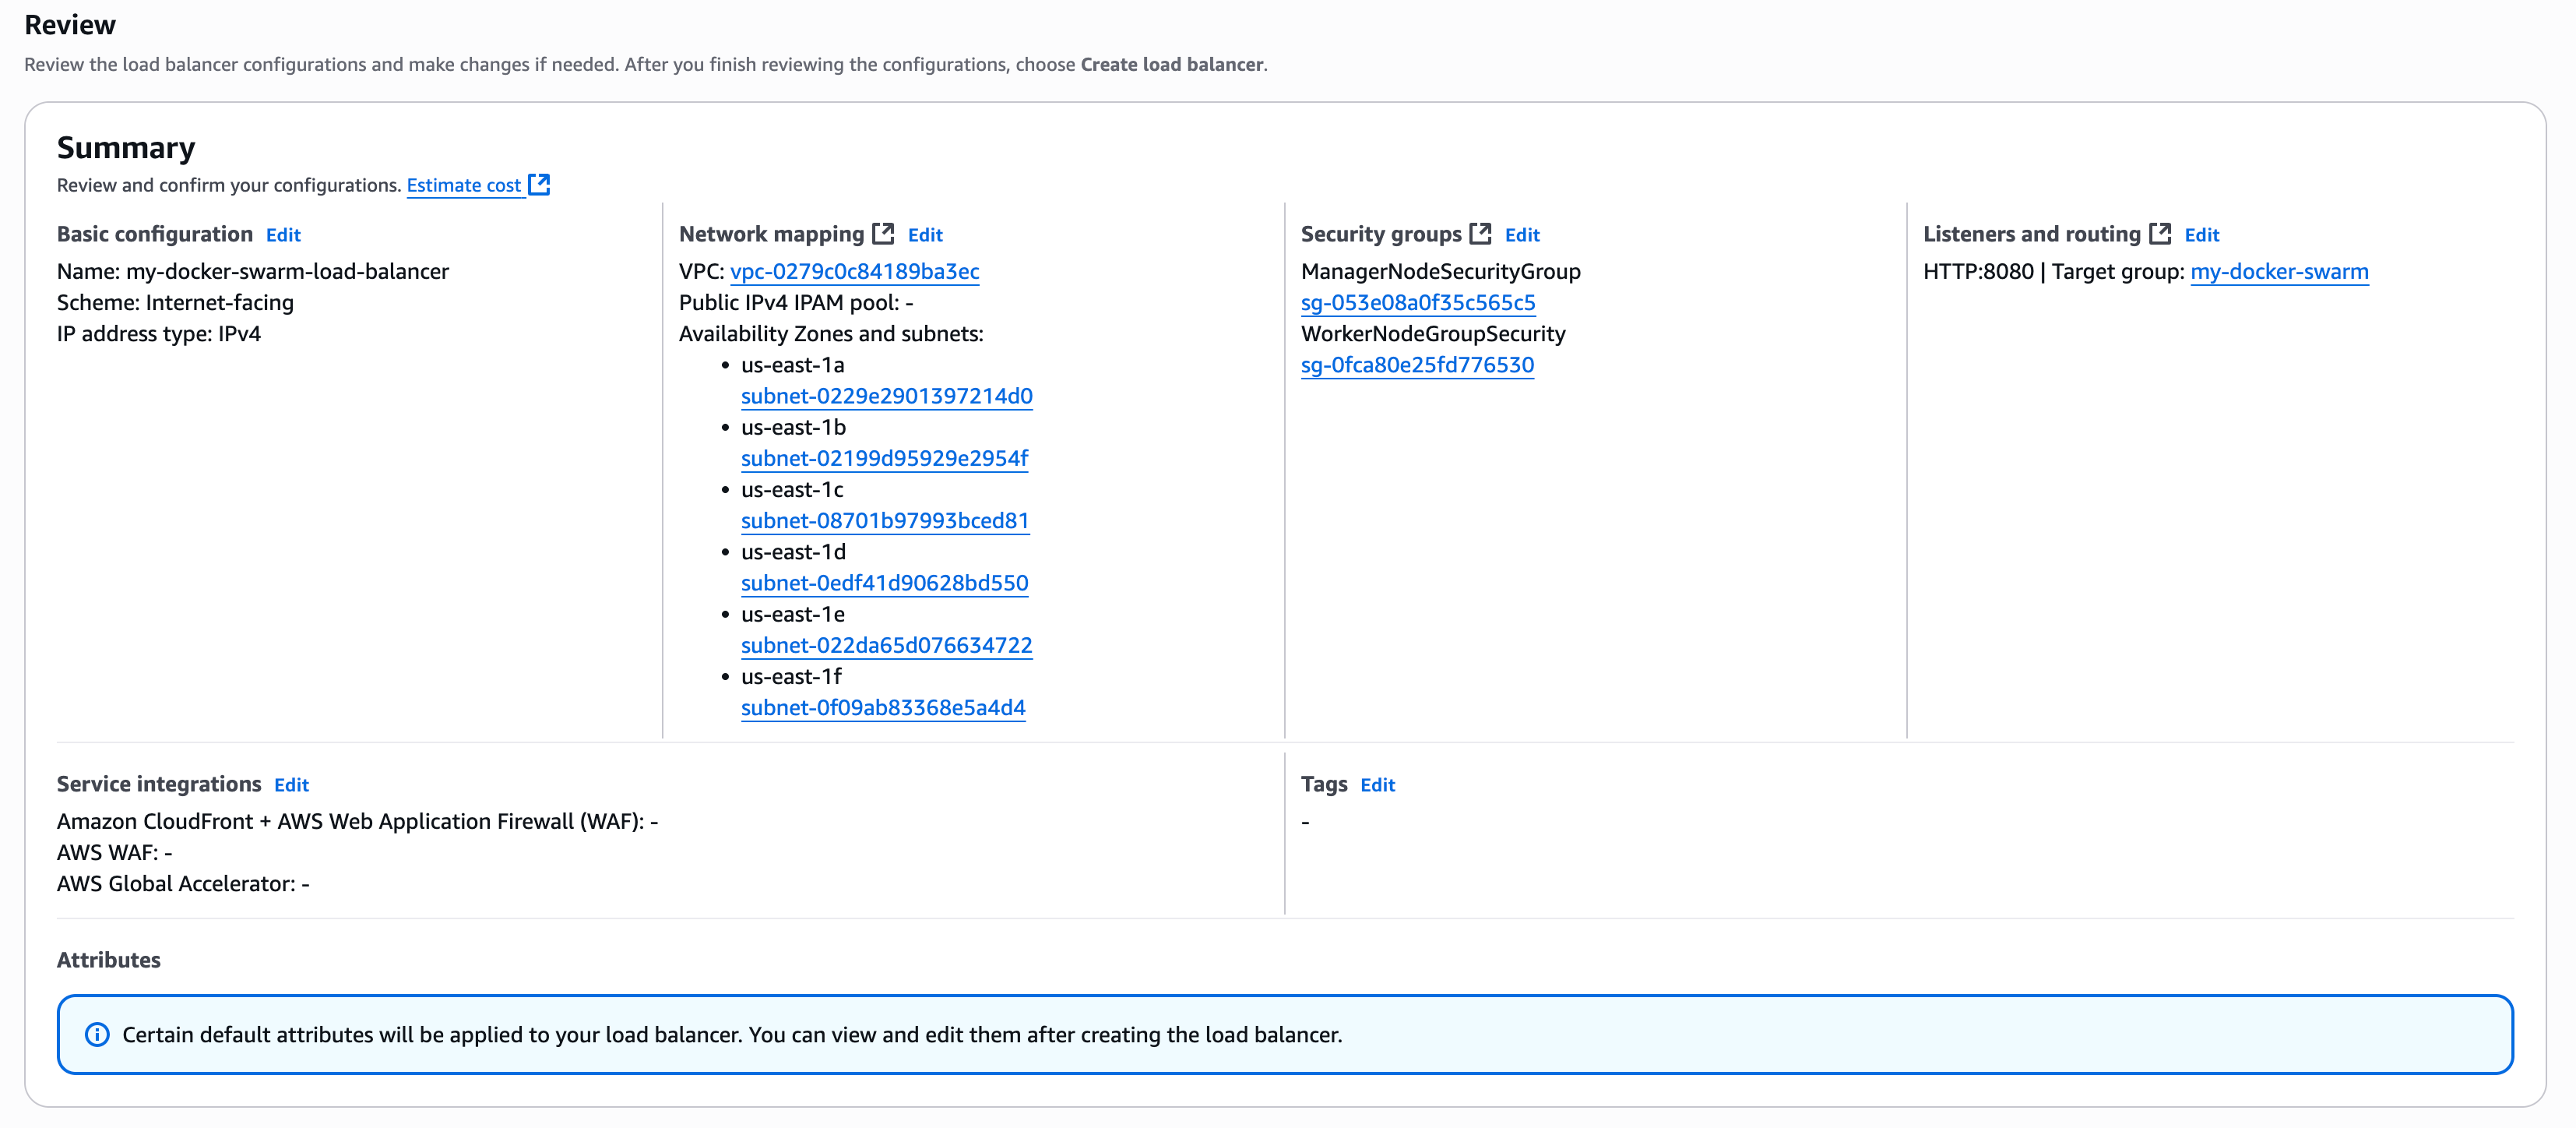 Review
Review the load balancer configurations and make changes if needed. After you finish reviewing the configurations, choose Create load balancer.
Summary
Review and confirm your configurations. Estimate cost
Basic configuration Edit
Name: my-docker-swarm-load-balancer
Scheme: Internet-facing
IP address type: IPv4
Network mapping Edit
VPC: vpc-0279c0c84189ba3ec
Public IPv4 IPAM pool: -
Availability Zones and subnets:
• us-east-1a
subnet-0229e2901397214d0
• us-east-1b
subnet-02199d95929e2954f
• us-east-1c
subnet-08701b97993bced81
• us-east-1d
subnet-0edf41d90628bd550
• us-east-1e
subnet-022da65d076634722
• us-east-1f
subnet-0f09ab83368e5a4d4
Security groups Edit
ManagerNodeSecurityGroup
sg-053e08a0f35c565c5
WorkerNodeGroupSecurity
sg-0fca80e25fd776530
Listeners and routing Edit
HTTP:8080 | Target group: my-docker-swarm
Service integrations Edit
Amazon CloudFront + AWS Web Application Firewall (WAF): -
AWS WAF: -
AWS Global Accelerator: -
Tags Edit
-
Attributes
Certain default attributes will be applied to your load balancer. You can view and edit them after creating the load balancer.